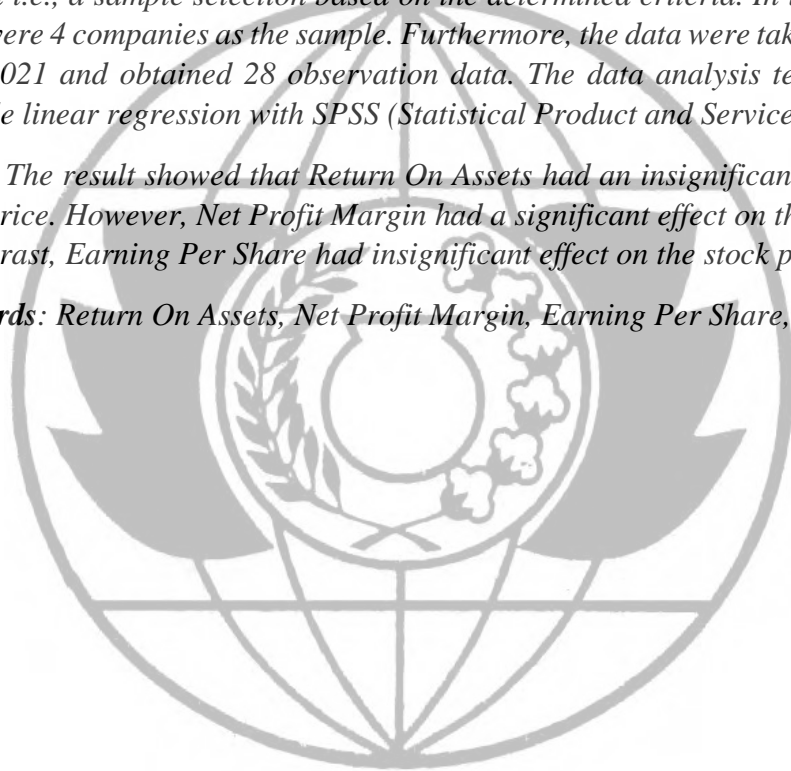 i.e., a sample selection based on the determined criteria. In
were 4 companies as the sample. Furthermore, the data were tak
021 and obtained 28 observation data. The data analysis te
le linear regression with SPSS (Statistical Product and Service
The result showed that Return On Assets had an insignifican
rice. However, Net Profit Margin had a significant effect on th
rast, Earning Per Share had insignificant effect on the stock p
rds: Return On Assets, Net Profit Margin, Earning Per Share,